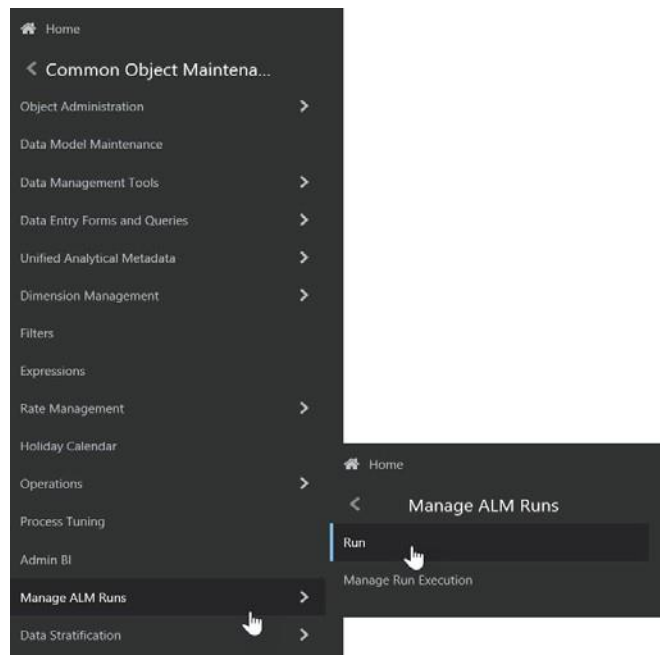 Home
Common Object Maintena...
Object Administration
Data Model Maintenance
Data Management Tools
Data Entry Forms and Queries
Unified Analytical Metadata
Dimension Management
Filters
Expressions
Rate Management
Holiday Calendar
Operations
Process Tuning
Admin BI
Manage ALM Runs
Data Stratification
Home
Manage ALM Runs
Run
Manage Run Execution